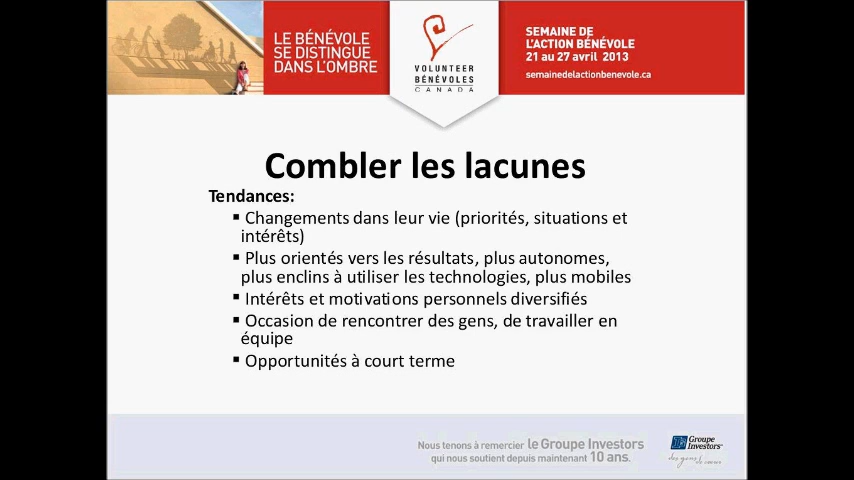 LE BÉNÉVOLE
SE DISTINGUE
DANS L'OMBRE
VOLUNTEER
BÉNÉVOLES
CANADA
SEMAINE DE
L'ACTION BÉNÉVOLE
21 au 27 avril 2013
semainedelactionbenevole.ca
Combler les lacunes
Tendances:
▪ Changements dans leur vie (priorités, situations et
intérêts)
▪ Plus orientés vers les résultats, plus autonomes,
plus enclins à utiliser les technologies, plus mobiles
▪ Intérêts et motivations personnels diversifiés
▪ Occasion de rencontrer des gens, de travailler en
équipe
▪ Opportunités à court terme
Nous tenons à remercier le Groupe Investors
qui nous soutient depuis maintenant 10 ans.
Groupe
Investors